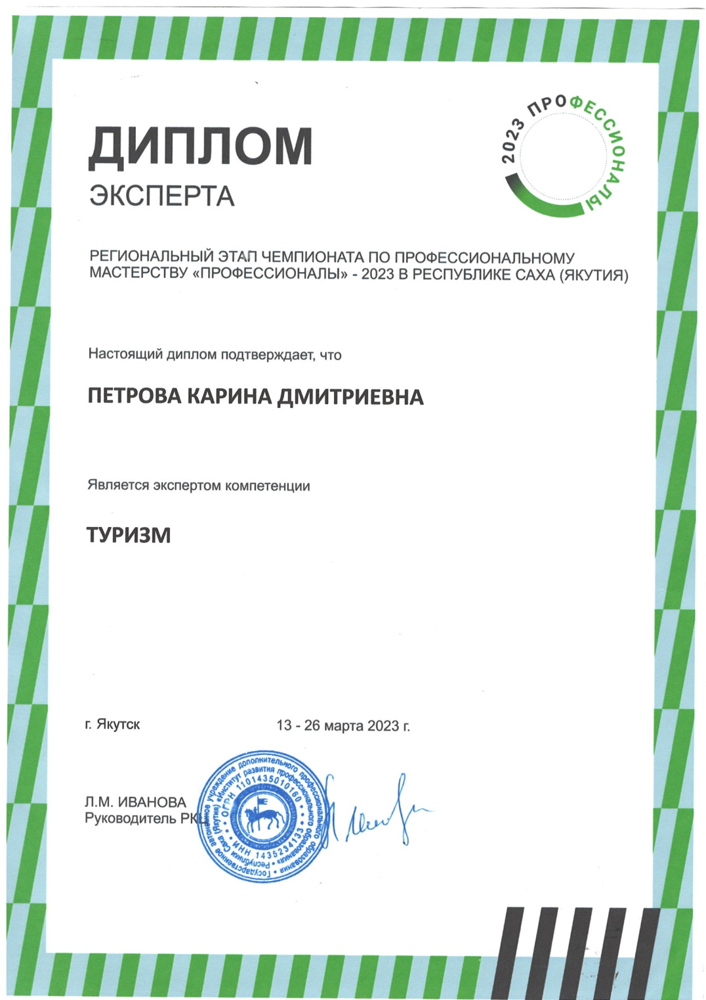 2023 ПРОФЕССИОНАЛЫ
ДИПЛОМ
ЭКСПЕРТА
РЕГИОНАЛЬНЫЙ ЭТАП ЧЕМПИОНАТА ПО ПРОФЕССИОНАЛЬНОМУ
МАСТЕРСТВУ «ПРОФЕССИОНАЛЫ» - 2023 В РЕСПУБЛИКЕ САХА (ЯКУТИЯ)
Настоящий диплом подтверждает, что
ПЕТРОВА КАРИНА ДМИТРИЕВНА
Является экспертом компетенции
ТУРИЗМ
г. Якутск 13 - 26 марта 2023 г.
Л.М. ИВАНОВА
Руководитель РКЦ
Государственное автономное учреждение дополнительного профессионального образования •
Республики Саха (Якутия) «Институт развития профессионального образования» •
• ОГРН 1101435010160 •
• ИНН 1435234133 •